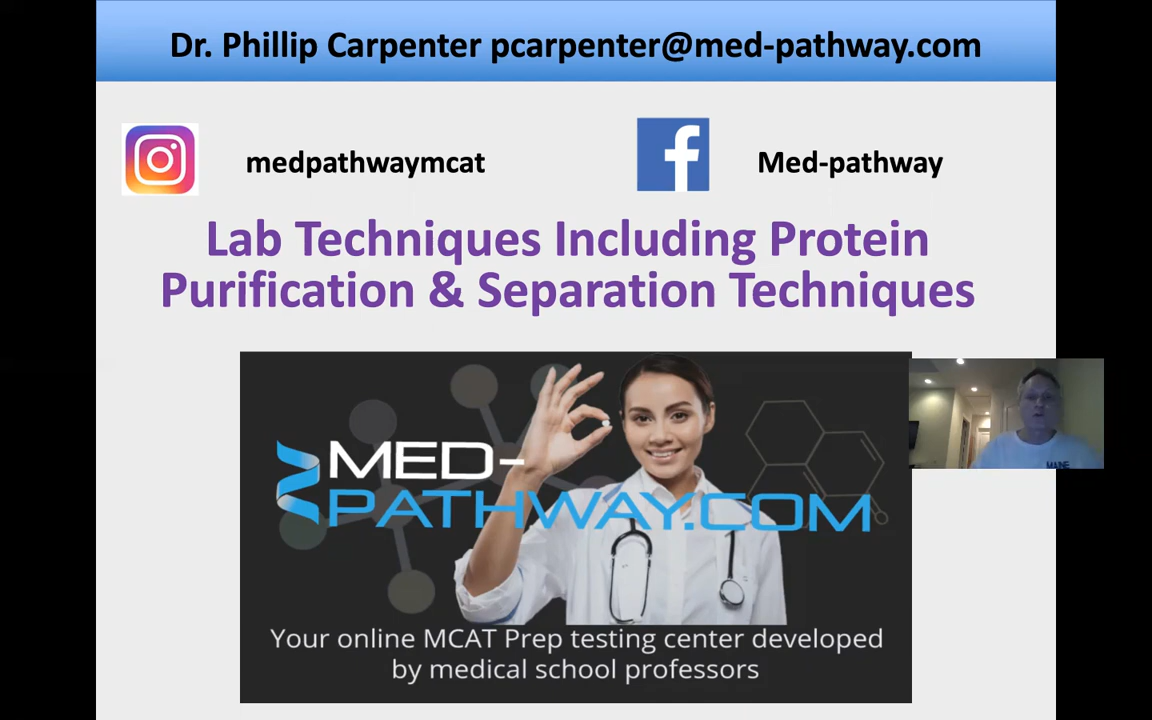 Dr. Phillip Carpenter pcarpenter@med-pathway.com
medpathwaymcat
Med-pathway
Lab Techniques Including Protein
Purification & Separation Techniques
MED-
PATHWAY.COM
Your online MCAT Prep testing center developed
by medical school professors